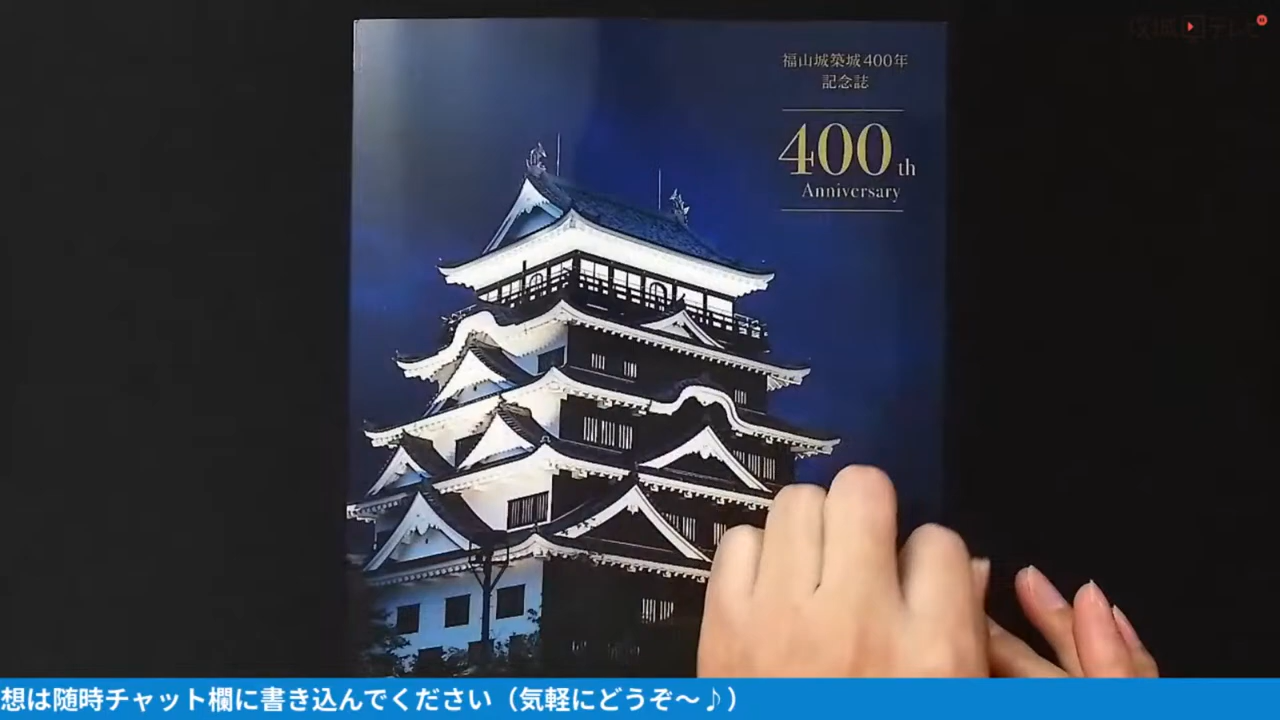 福山城築城400年
記念誌
400th
Anniversary
想は随時チャット欄に書き込んでください（気軽にどうぞ～♪）